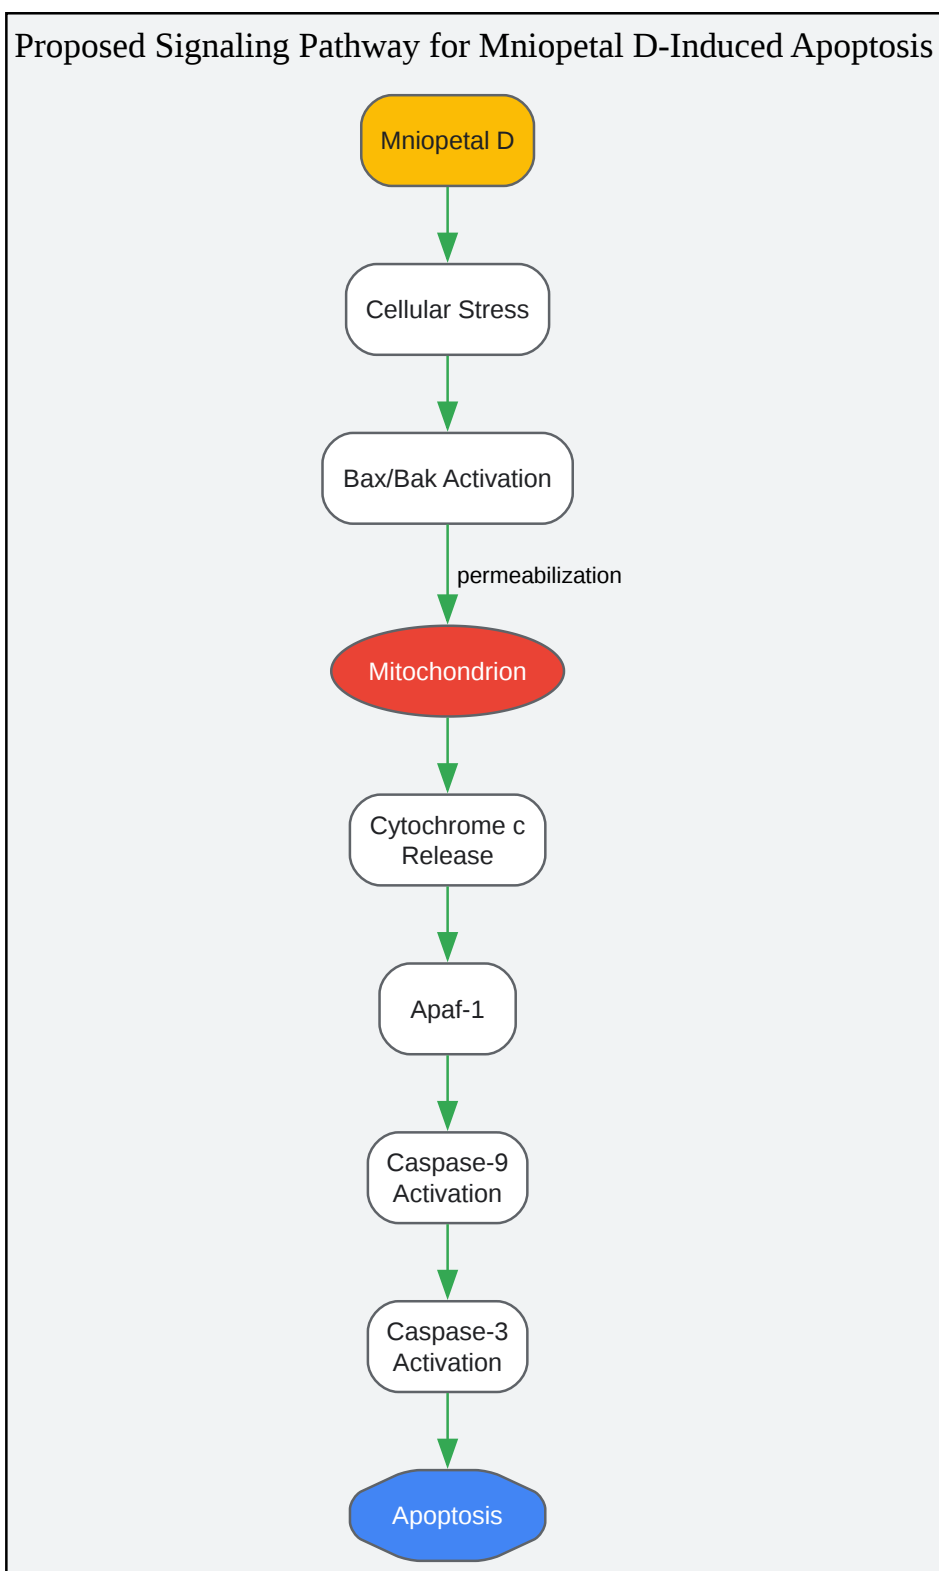 Proposed Signaling Pathway for Mniopetal D-Induced Apoptosis
Mniopetal D
Cellular Stress
Bax/Bak Activation
permeabilization
Mitochondrion
Cytochrome c
Release
Apaf-1
Caspase-9
Activation
Caspase-3
Activation
Apoptosis